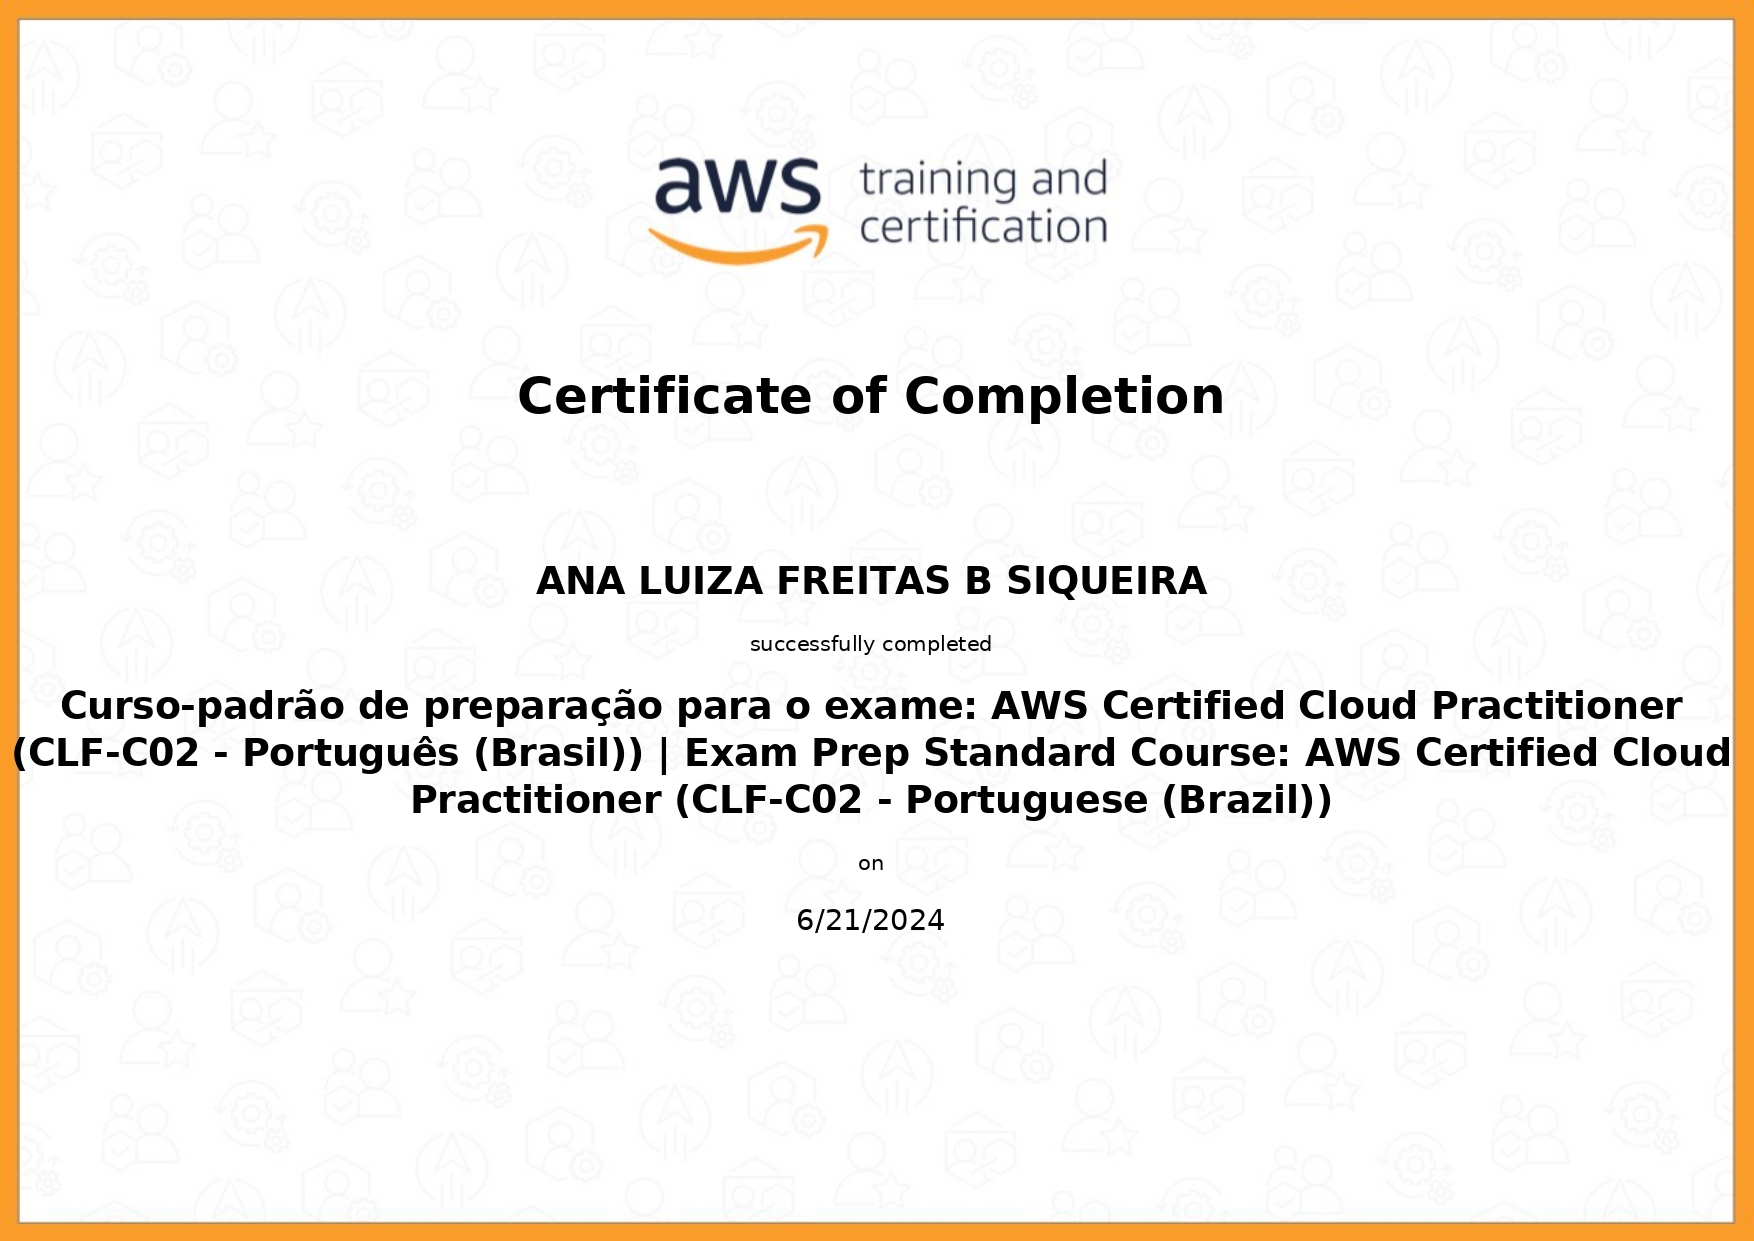 aws training and
certification
Certificate of Completion
ANA LUIZA FREITAS B SIQUEIRA
successfully completed
Curso-padrão de preparação para o exame: AWS Certified Cloud Practitioner
(CLF-C02 - Português (Brasil)) | Exam Prep Standard Course: AWS Certified Cloud
Practitioner (CLF-C02 - Portuguese (Brazil))
on
6/21/2024